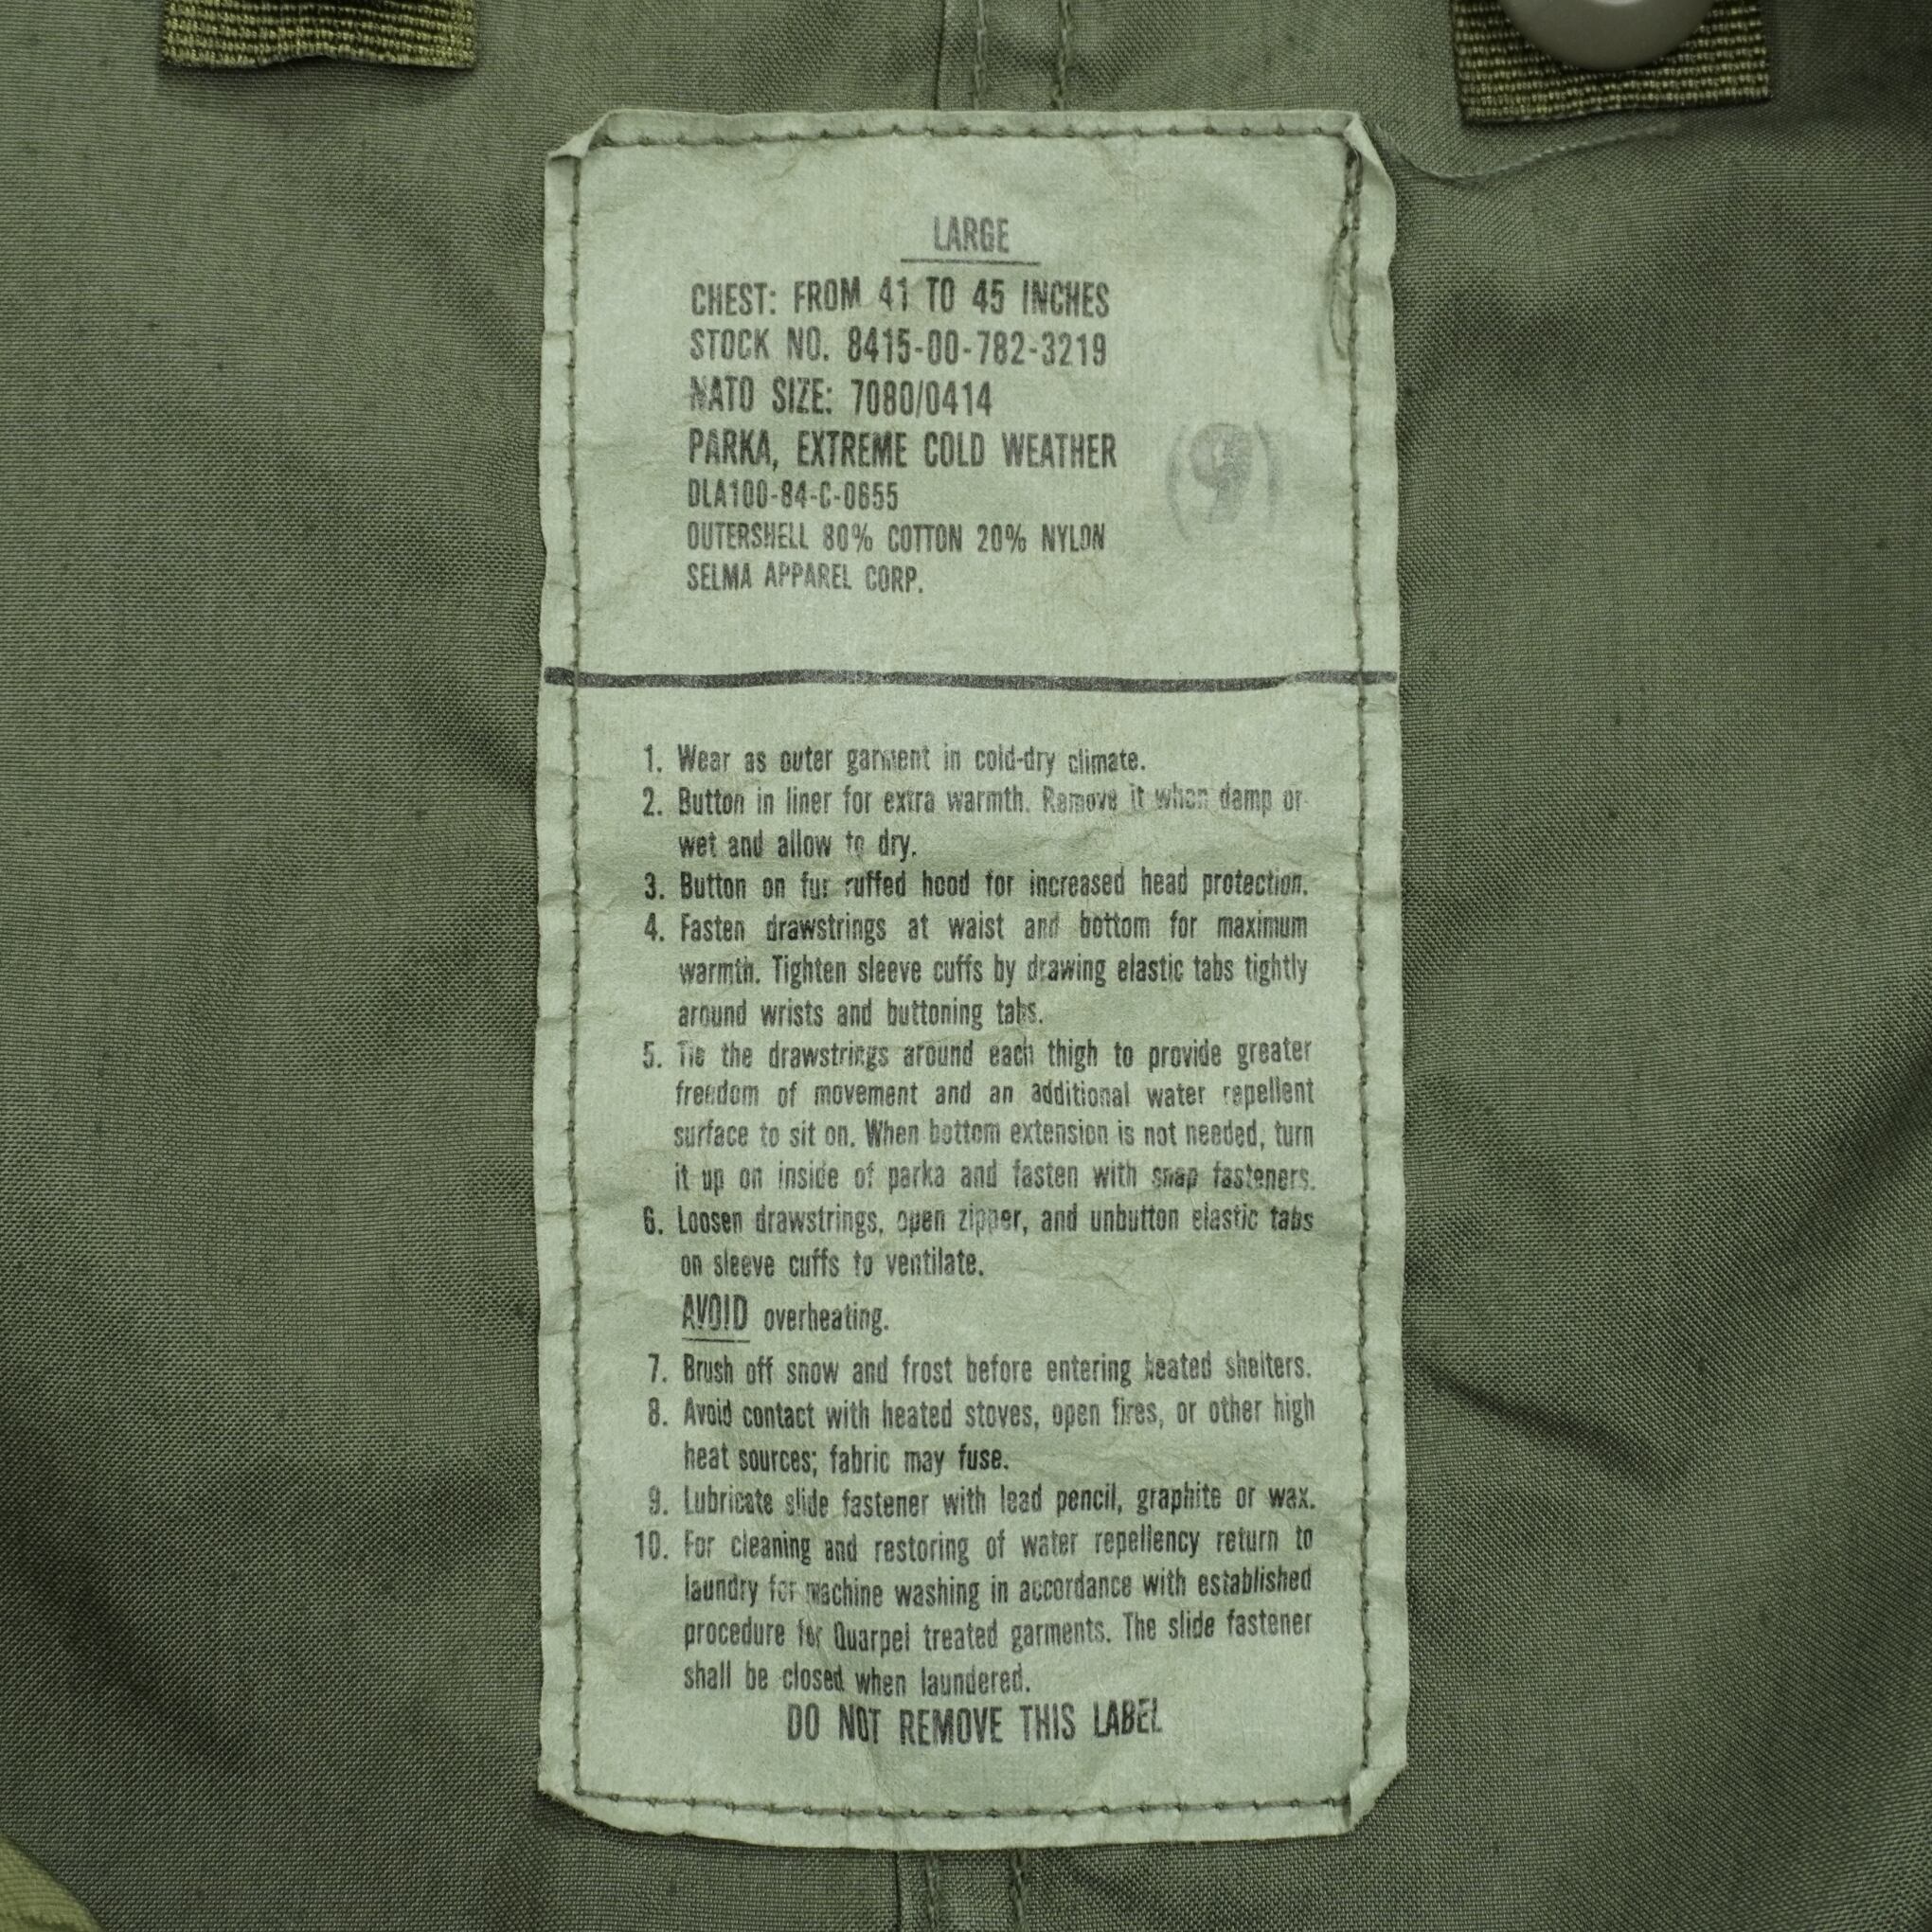 LARGE
CHEST: FROM 41 TO 45 INCHES
STOCK NO. 8415-00-782-3219
NATO SIZE: 7080/0414
PARKA, EXTREME COLD WEATHER
(9)
DLA100-84-C-0655
OUTERSHELL 80% COTTON 20% NYLON
SELMA APPAREL CORP.
1. Wear as outer garment in cold-dry climate.
2. Button in liner for extra warmth. Remove it when damp or
wet and allow to dry.
3. Button on fur ruffed hood for increased head protection.
4. Fasten drawstrings at waist and bottom for maximum
warmth. Tighten sleeve cuffs by drawing elastic tabs tightly
around wrists and buttoning tabs.
5. Tie the drawstrings around each thigh to provide greater
freedom of movement and an additional water repellent
surface to sit on. When bottom extension is not needed, turn
it up on inside of parka and fasten with snap fasteners.
6. Loosen drawstrings, open zipper, and unbutton elastic tabs
on sleeve cuffs to ventilate.
AVOID overheating.
7. Brush off snow and frost before entering heated shelters.
8. Avoid contact with heated stoves, open fires, or other high
heat sources; fabric may fuse.
9. Lubricate slide fastener with lead pencil, graphite or wax.
10. For cleaning and restoring of water repellency return to
laundry for machine washing in accordance with established
procedure for Quarpel treated garments. The slide fastener
shall be closed when laundered.
DO NOT REMOVE THIS LABEL